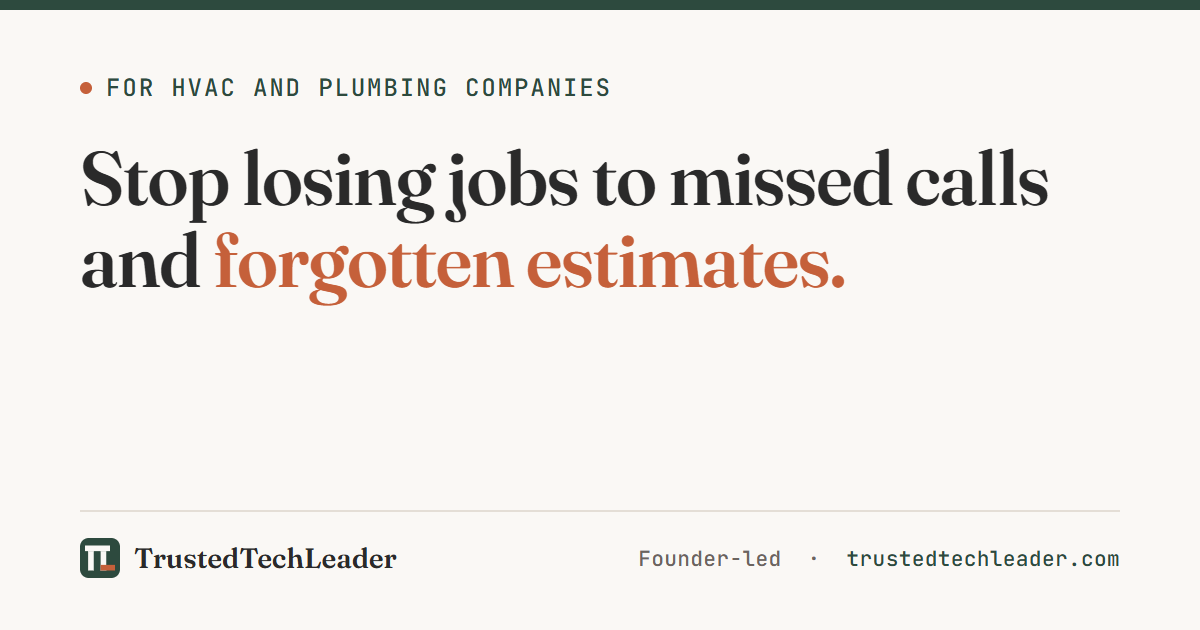 FOR HVAC AND PLUMBING COMPANIES
Stop losing jobs to missed calls
and forgotten estimates.
TrustedTechLeader
Founder-led · trustedtechleader.com